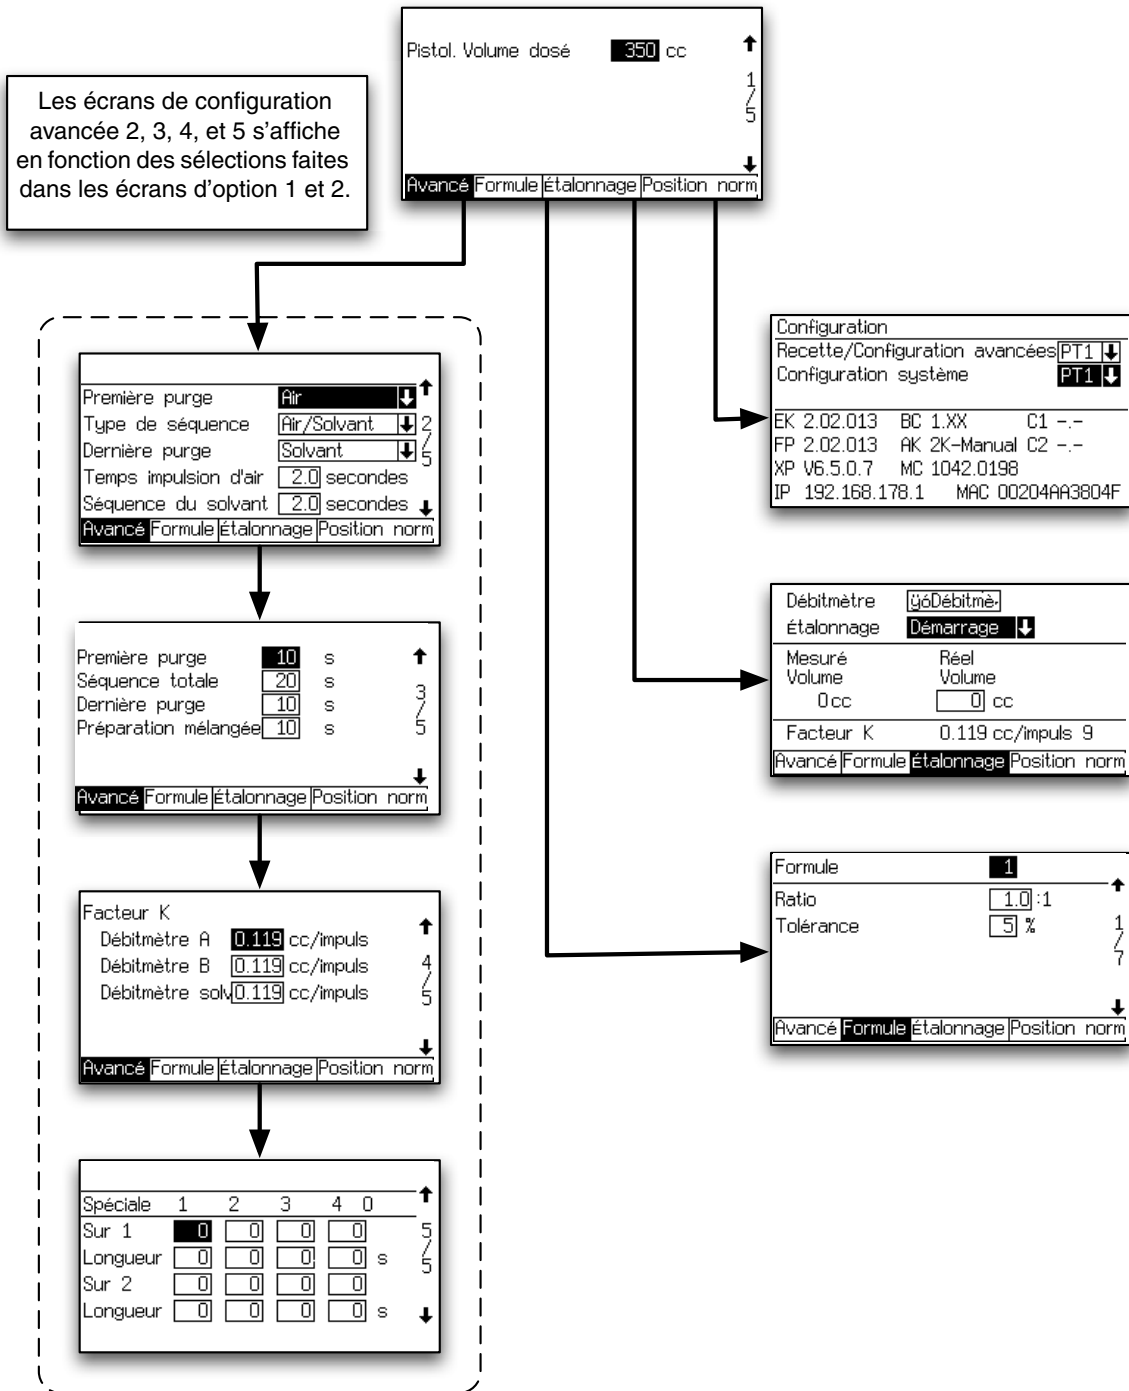 Pistol. Volume dosé 350 cc
1/5
Avancé Formule Étalonnage Position norm
Les écrans de configuration
avancée 2, 3, 4, et 5 s’affiche
en fonction des sélections faites
dans les écrans d’option 1 et 2.
Première purge Air
Type de séquence Air/Solvant
Dernière purge Solvant
2/5
Temps impulsion d'air 2.0 secondes
Séquence du solvant 2.0 secondes
Avancé Formule Étalonnage Position norm
Première purge 10 s
Séquence totale 20 s
Dernière purge 10 s
Préparation mélangée 10 s
3/5
Avancé Formule Étalonnage Position norm
Facteur K
Débitmètre A 0.119 cc/impuls
Débitmètre B 0.119 cc/impuls
Débitmètre solv 0.119 cc/impuls
4/5
Avancé Formule Étalonnage Position norm
Spéciale 1 2 3 4 0
Sur 1 0 0 0 0
Longueur 0 0 0 0 s
Sur 2 0 0 0 0
Longueur 0 0 0 0 s
5/5
Configuration
Recette/Configuration avancées PT1
Configuration système PT1
EK 2.02.013 BC 1.XX C1 -.-
FP 2.02.013 AK 2K-Manual C2 -.-
XP V6.5.0.7 MC 1042.0198
IP 192.168.178.1 MAC 00204AA3804F
Débitmètre ÿóDébitmè
Étalonnage Démarrage
Mesuré Réel
Volume Volume
0 cc 0 cc
Facteur K 0.119 cc/impuls 9
Avancé Formule Étalonnage Position norm
Formule 1
Ratio 1.0 :1
Tolérance 5 %
1/7
Avancé Formule Étalonnage Position norm